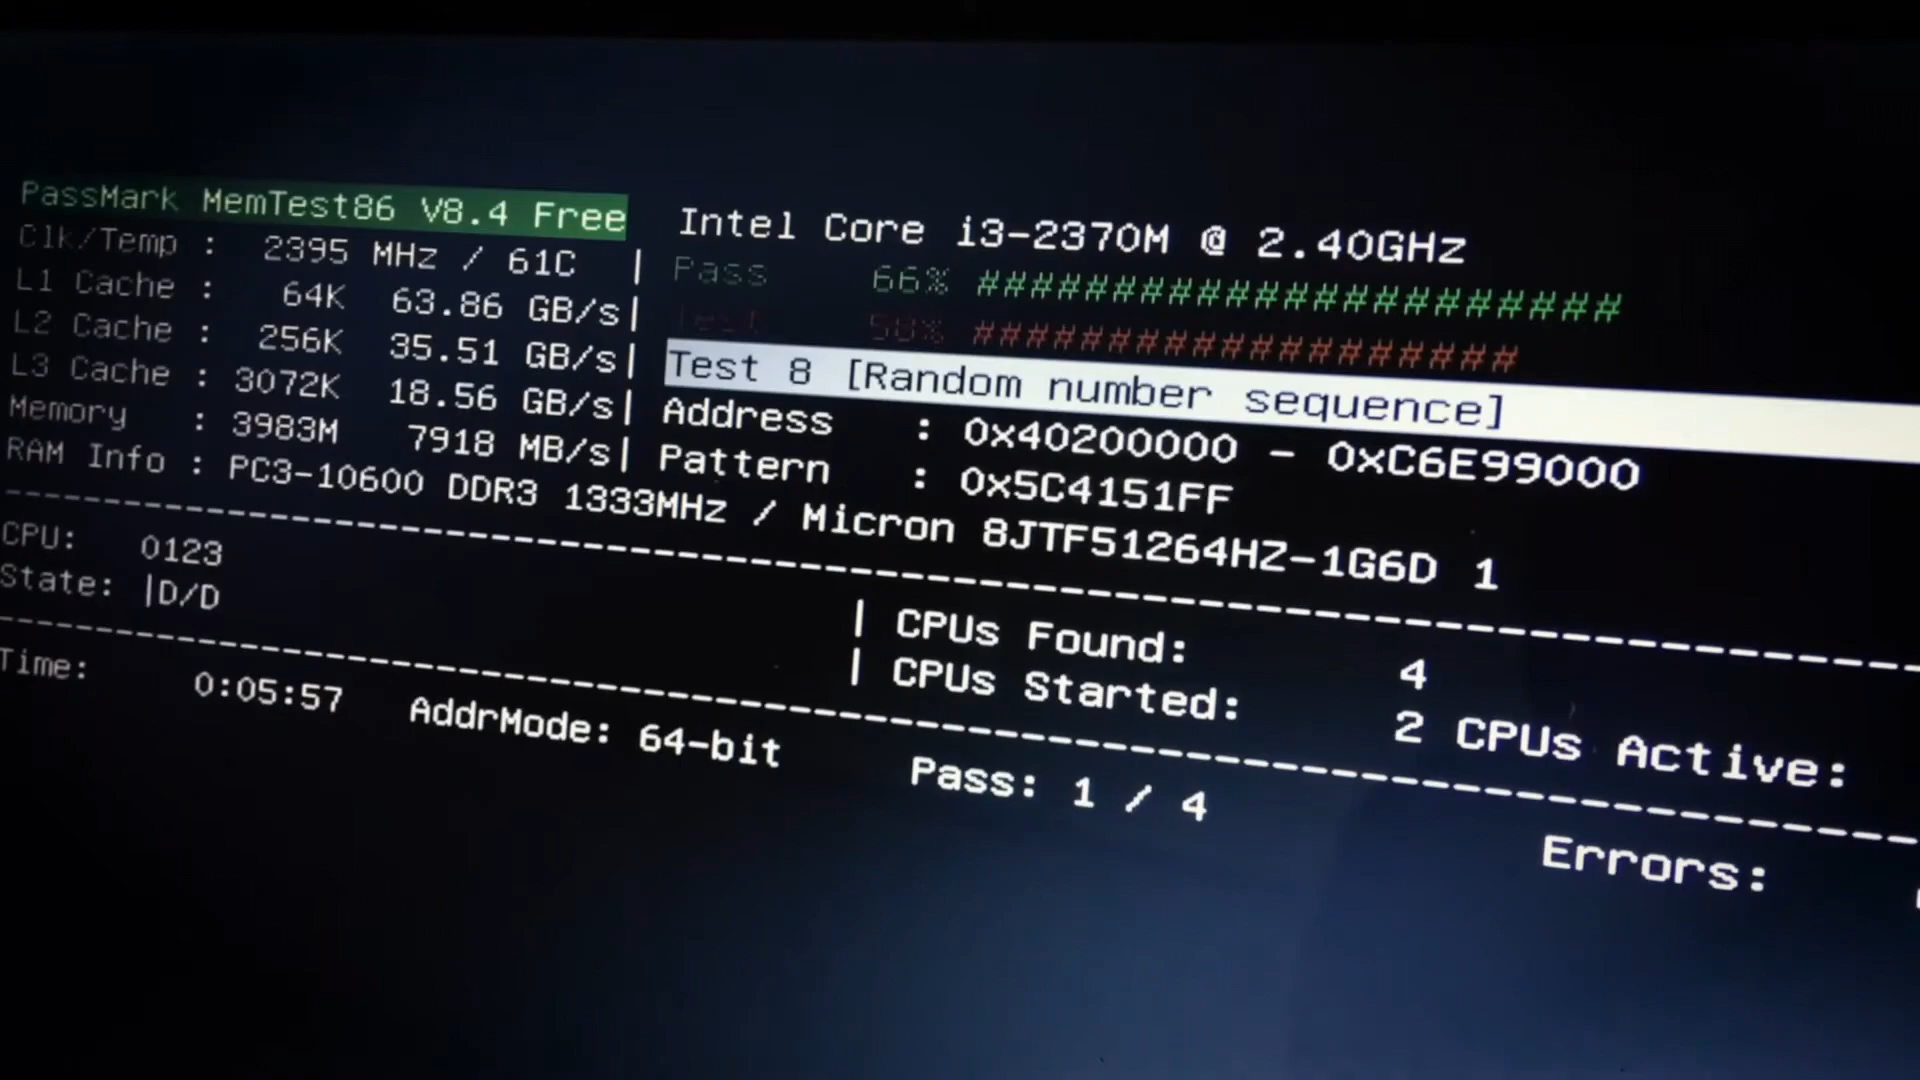 PassMark MemTest86 V8.4 Free Intel Core i3-2370M @ 2.40GHz
Clk/Temp : 2395 MHz / 61C | Pass 66% ########################
L1 Cache : 64K 63.86 GB/s| Test 58% ####################
L2 Cache : 256K 35.51 GB/s| Test 8 [Random number sequence]
L3 Cache : 3072K 18.56 GB/s| Address : 0x40200000 - 0xC6E99000
Memory : 3983M 7918 MB/s| Pattern : 0x5C4151FF
RAM Info : PC3-10600 DDR3 1333MHz / Micron 8JTF51264HZ-1G6D 1
CPU: 0123 | CPUs Found: 4
State: |D/D | CPUs Started: 2 CPUs Active:
Time: 0:05:57 AddrMode: 64-bit Pass: 1 / 4 Errors: